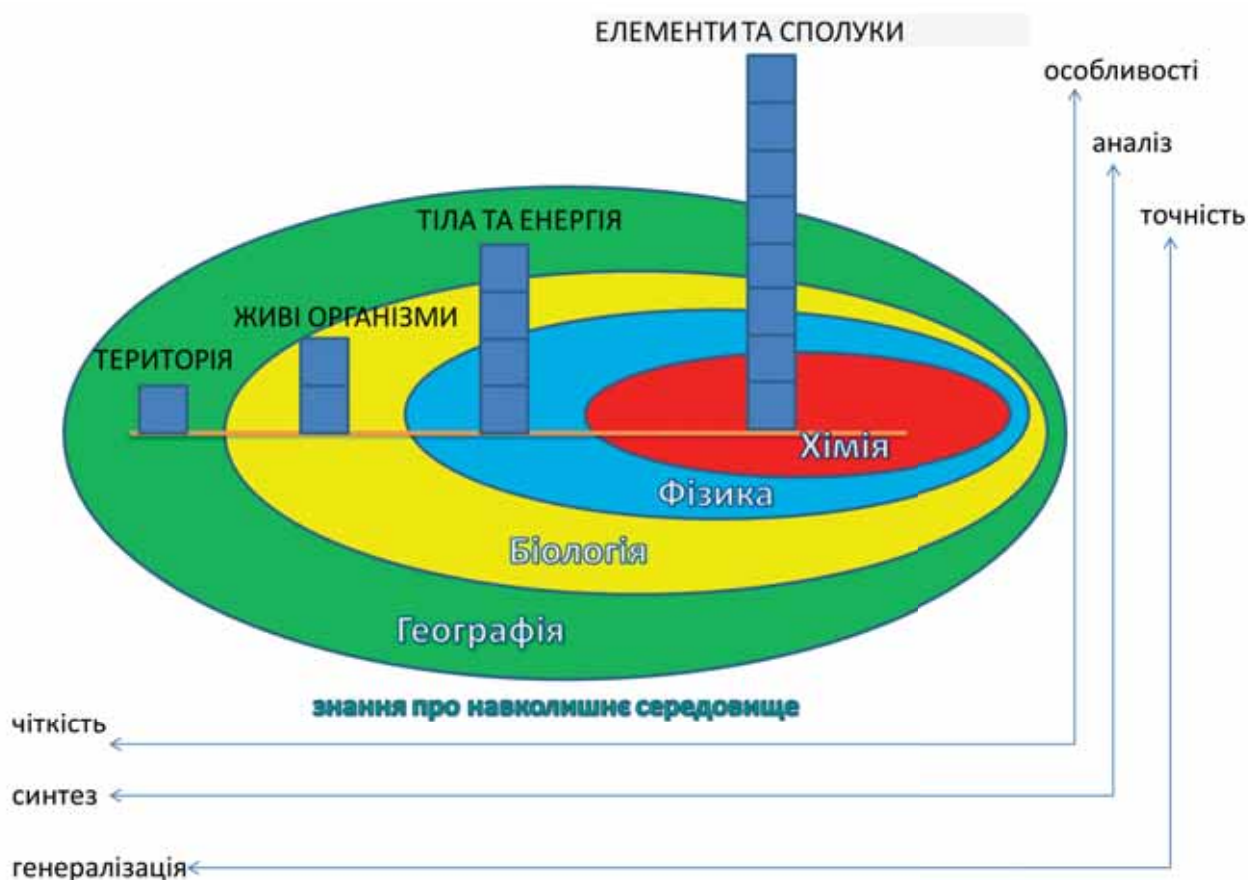 ЕЛЕМЕНТИ ТА СПОЛУКИ
особливості
аналіз
точність
ТІЛА ТА ЕНЕРГІЯ
ЖИВІ ОРГАНІЗМИ
ТЕРИТОРІЯ
Хімія
Фізика
Біологія
Географія
знання про навколишнє середовище
чіткість
синтез
генералізація